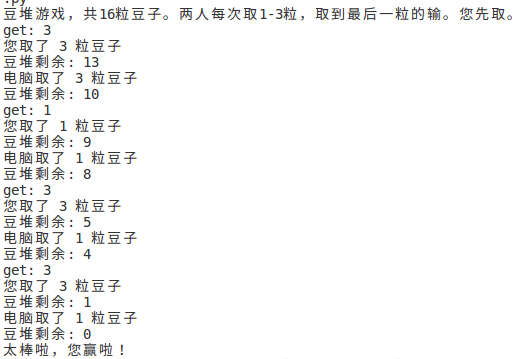 .py
豆堆游戏，共16粒豆子。两人每次取1-3粒，取到最后一粒的输。您先取。
get: 3
您取了 3 粒豆子
豆堆剩余: 13
电脑取了 3 粒豆子
豆堆剩余: 10
get: 1
您取了 1 粒豆子
豆堆剩余: 9
电脑取了 1 粒豆子
豆堆剩余: 8
get: 3
您取了 3 粒豆子
豆堆剩余: 5
电脑取了 1 粒豆子
豆堆剩余: 4
get: 3
您取了 3 粒豆子
豆堆剩余: 1
电脑取了 1 粒豆子
豆堆剩余: 0
太棒啦，您赢啦！